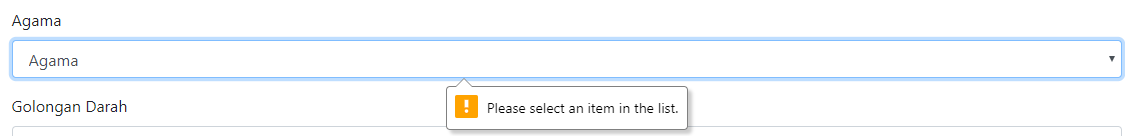 Agama
Agama
Please select an item in the list.
Golongan Darah